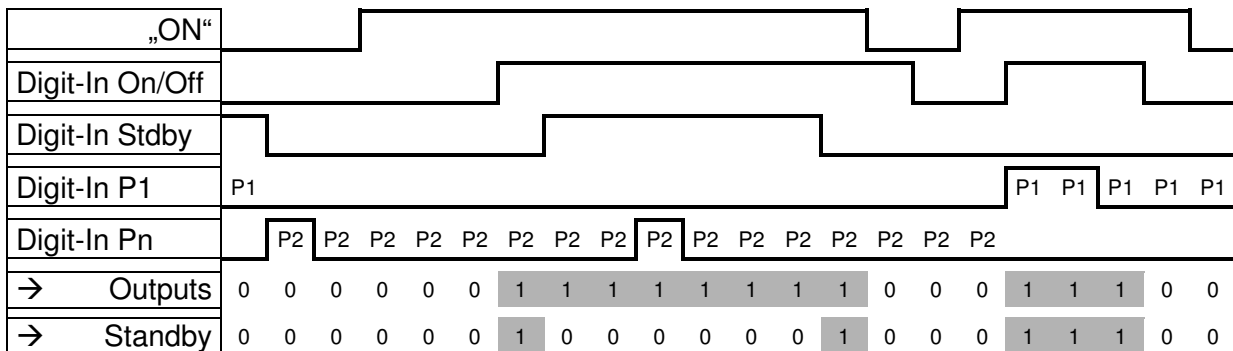 „ON“
Digit-In On/Off
Digit-In Stdby
Digit-In P1 P1 P1 P1 P1 P1 P1
Digit-In Pn P2 P2 P2 P2 P2 P2 P2 P2 P2 P2 P2 P2 P2 P2 P2 P2
→ Outputs 0 0 0 0 0 0 1 1 1 1 1 1 1 1 0 0 0 1 1 1 0 0
→ Standby 0 0 0 0 0 0 1 0 0 0 0 0 0 1 0 0 0 1 1 1 0 0